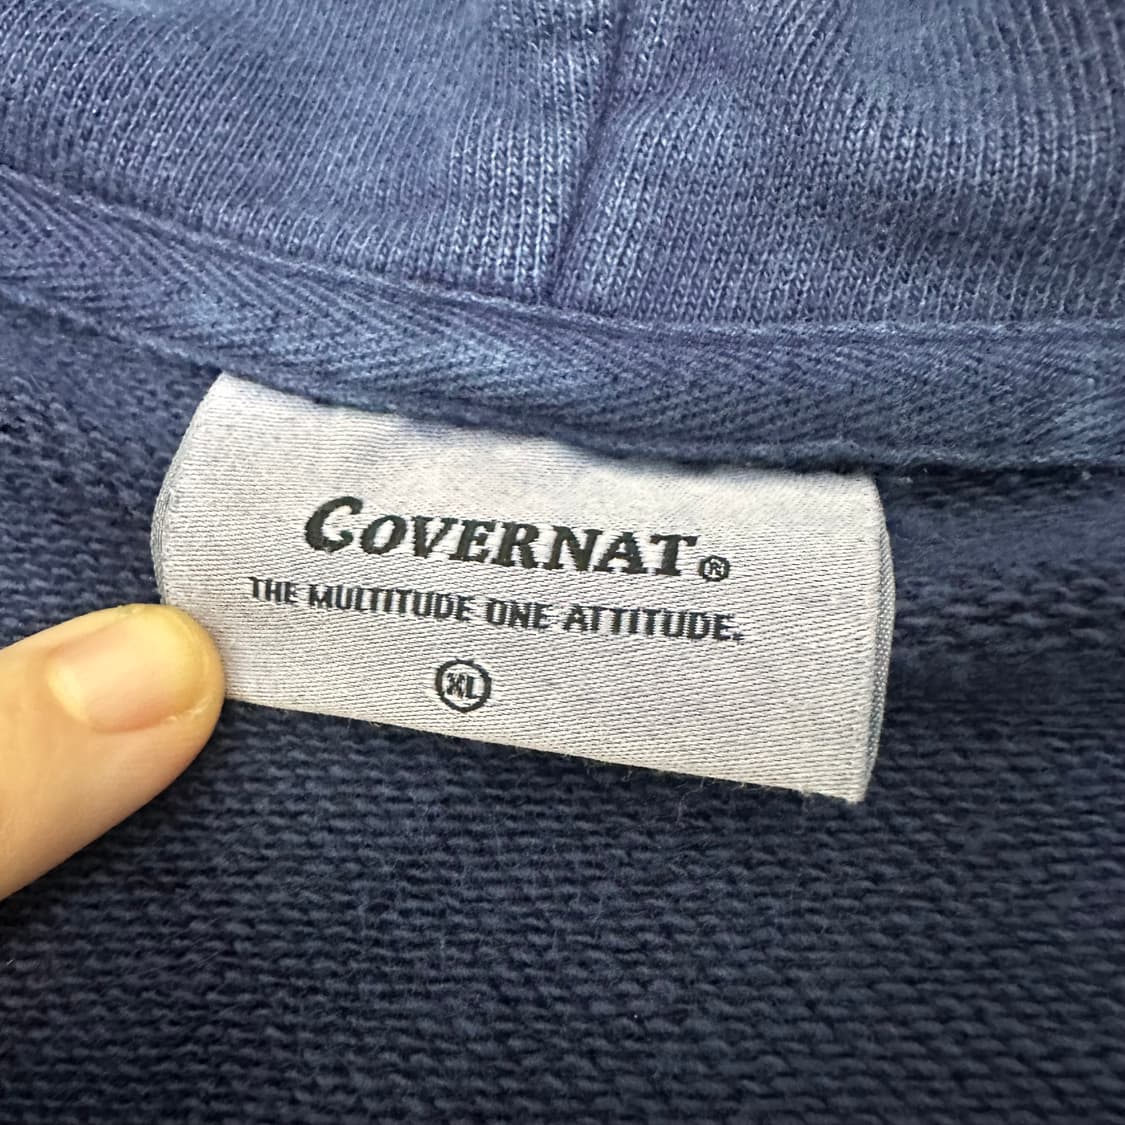 COVERNAT®
THE MULTITUDE ONE ATTITUDE.
XL